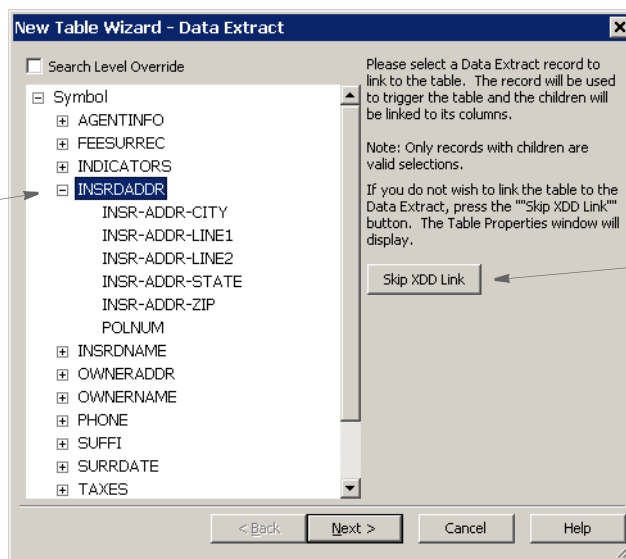 New Table Wizard - Data Extract
Search Level Override
Symbol
AGENTINFO
FEESURREC
INDICATORS
INSRDADDR
INSR-ADDR-CITY
INSR-ADDR-LINE1
INSR-ADDR-LINE2
INSR-ADDR-STATE
INSR-ADDR-ZIP
POLNUM
INSRDNAME
OWNERADDR
OWNERNAME
PHONE
SUFFI
SURRDATE
TAXES
Please select a Data Extract record to
link to the table. The record will be used
to trigger the table and the children will
be linked to its columns.
Note: Only records with children are
valid selections.
If you do not wish to link the table to the
Data Extract, press the ""Skip XDD Link""
button. The Table Properties window will
display.
Skip XDD Link
< Back
Next >
Cancel
Help